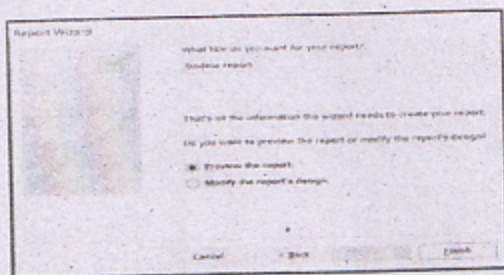 Report Wizard
What title do you want for your report?
report
That's all the information the wizard needs to create your report.
Do you want to preview the report or modify the report's design?
Preview the report.
Modify the report's design.
Cancel < Back Finish